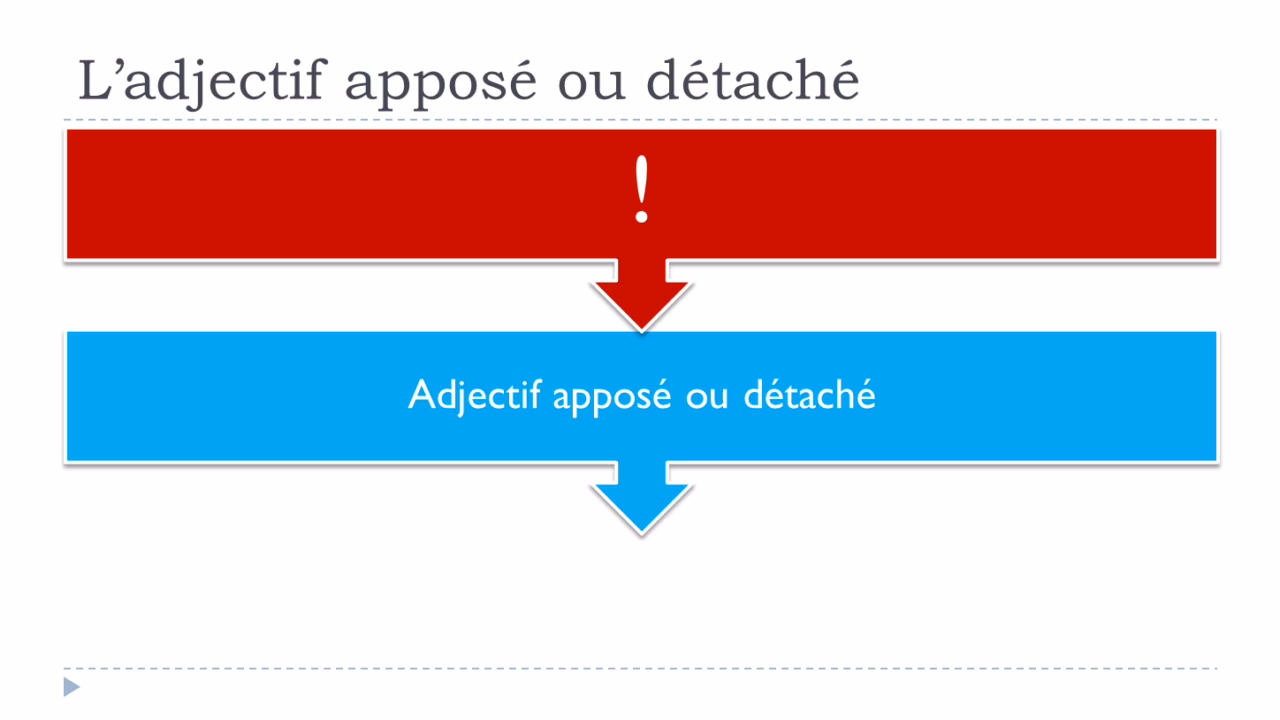 L’adjectif apposé ou détaché
!
Adjectif apposé ou détaché